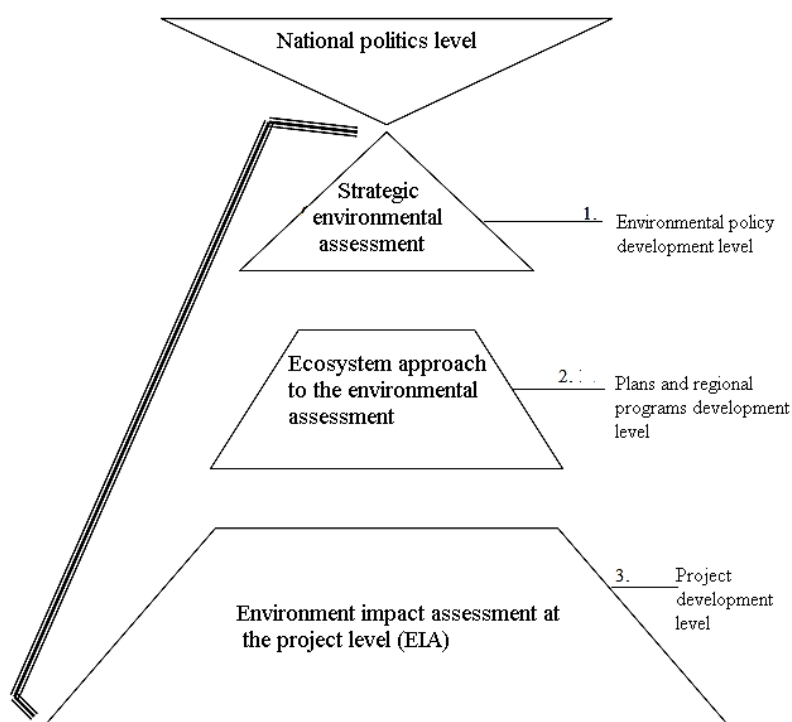 National politics level
Strategic
environmental
assessment
1.
Environmental policy
development level
Ecosystem approach
to the environmental
assessment
2.
Plans and regional
programs development
level
Environment impact assessment at
the project level (EIA)
3.
Project
development
level